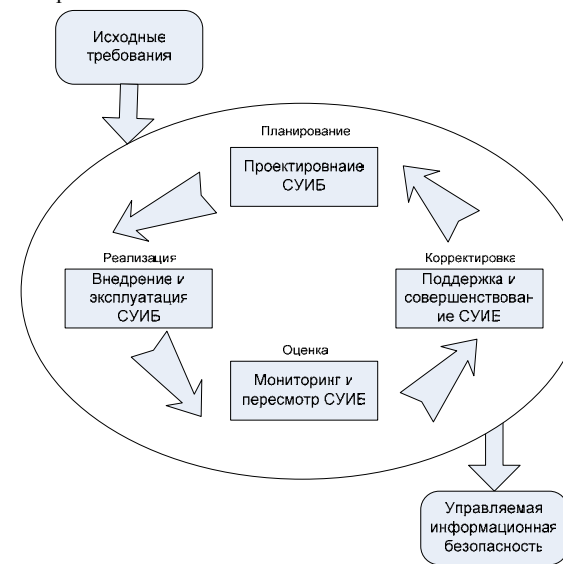 Исходные
требования
Планирование
Проектировнаие
СУИБ
Реализация
Внедрение и
эксплуатация
СУИБ
Корректировка
Поддержка и
совершенствован
ие СУИБ
Оценка
Мониторинг и
пересмотр СУИБ
Управляемая
информационная
безопасность